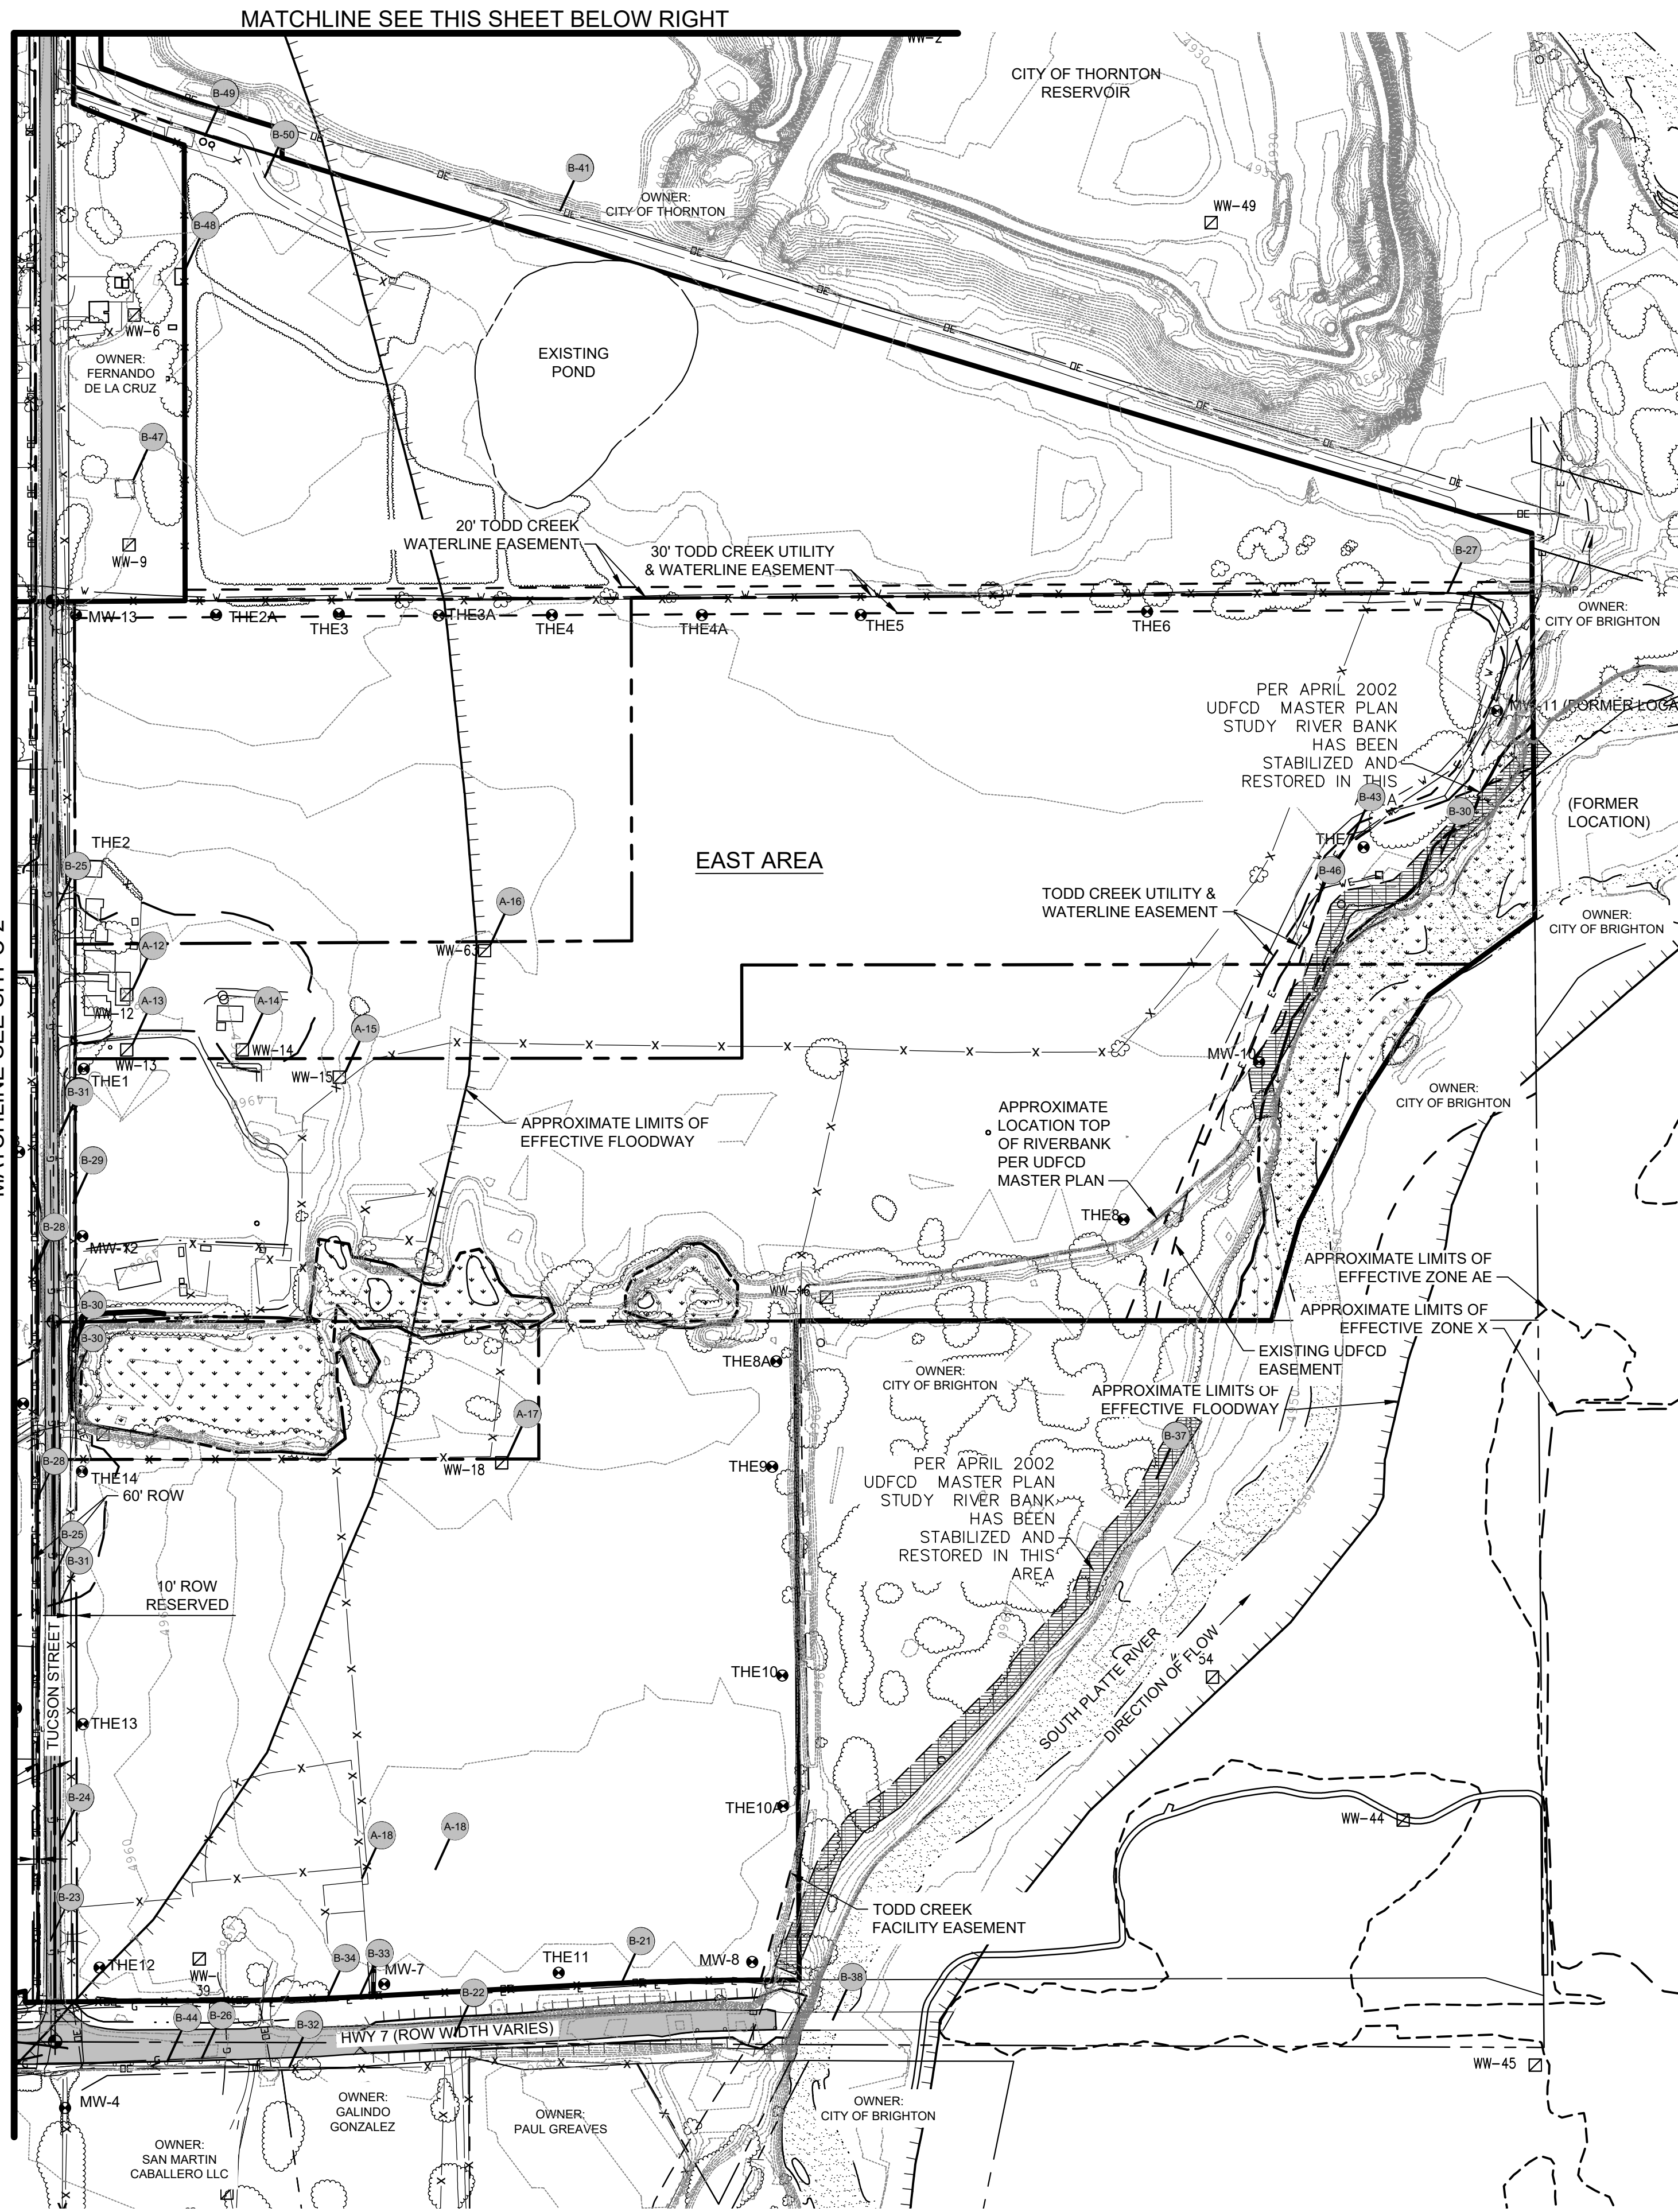 MATCHLINE SEE THIS SHEET BELOW RIGHT
WW-2
CITY OF THORNTON
RESERVOIR
4930
B-49
B-50
B-41
OWNER:
CITY OF THORNTON
WW-49
B-48
WW-6
OWNER:
FERNANDO
DE LA CRUZ
EXISTING
POND
B-47
WW-9
20' TODD CREEK
WATERLINE EASEMENT
30' TODD CREEK UTILITY
& WATERLINE EASEMENT
B-27
PUMP
OWNER:
CITY OF BRIGHTON
MW-13
THE2A
THE3
THE3A
THE4
THE4A
THE5
THE6
PER APRIL 2002
UDFCD MASTER PLAN
STUDY RIVER BANK
HAS BEEN
STABILIZED AND
RESTORED IN THIS
B-43
B-30
(FORMER
LOCATION)
THE2
B-25
EAST AREA
B-46
TODD CREEK UTILITY &
WATERLINE EASEMENT
A-16
WW-63
OWNER:
CITY OF BRIGHTON
A-12
WW-12
A-13
WW-13
A-14
WW-14
A-15
WW-15
THE1
B-31
MW-10
OWNER:
CITY OF BRIGHTON
APPROXIMATE LIMITS OF
EFFECTIVE FLOODWAY
APPROXIMATE
LOCATION TOP
OF RIVERBANK
PER UDFCD
MASTER PLAN
B-29
B-28
MW-12
THE8
APPROXIMATE LIMITS OF
EFFECTIVE ZONE AE
APPROXIMATE LIMITS OF
EFFECTIVE ZONE X
B-30
B-30
WW-16
EXISTING UDFCD
EASEMENT
THE8A
OWNER:
CITY OF BRIGHTON
APPROXIMATE LIMITS OF
EFFECTIVE FLOODWAY
A-17
WW-18
B-37
B-28
THE14
60' ROW
THE9
PER APRIL 2002
UDFCD MASTER PLAN
STUDY RIVER BANK
HAS BEEN
STABILIZED AND
RESTORED IN THIS
AREA
B-25
B-31
10' ROW
RESERVED
TUCSON STREET
SOUTH PLATTE RIVER
DIRECTION OF FLOW
34
THE10
THE13
B-24
THE10A
WW-44
A-18
A-18
4960
B-23
TODD CREEK
FACILITY EASEMENT
THE12
WW-
39
B-34
B-33
MW-7
THE11
B-21
MW-8
B-38
B-22
B-44
B-26
B-32
HWY 7 (ROW WIDTH VARIES)
WW-45
MW-4
OWNER:
GALINDO
GONZALEZ
OWNER:
PAUL GREAVES
OWNER:
CITY OF BRIGHTON
OWNER:
SAN MARTIN
CABALLERO LLC